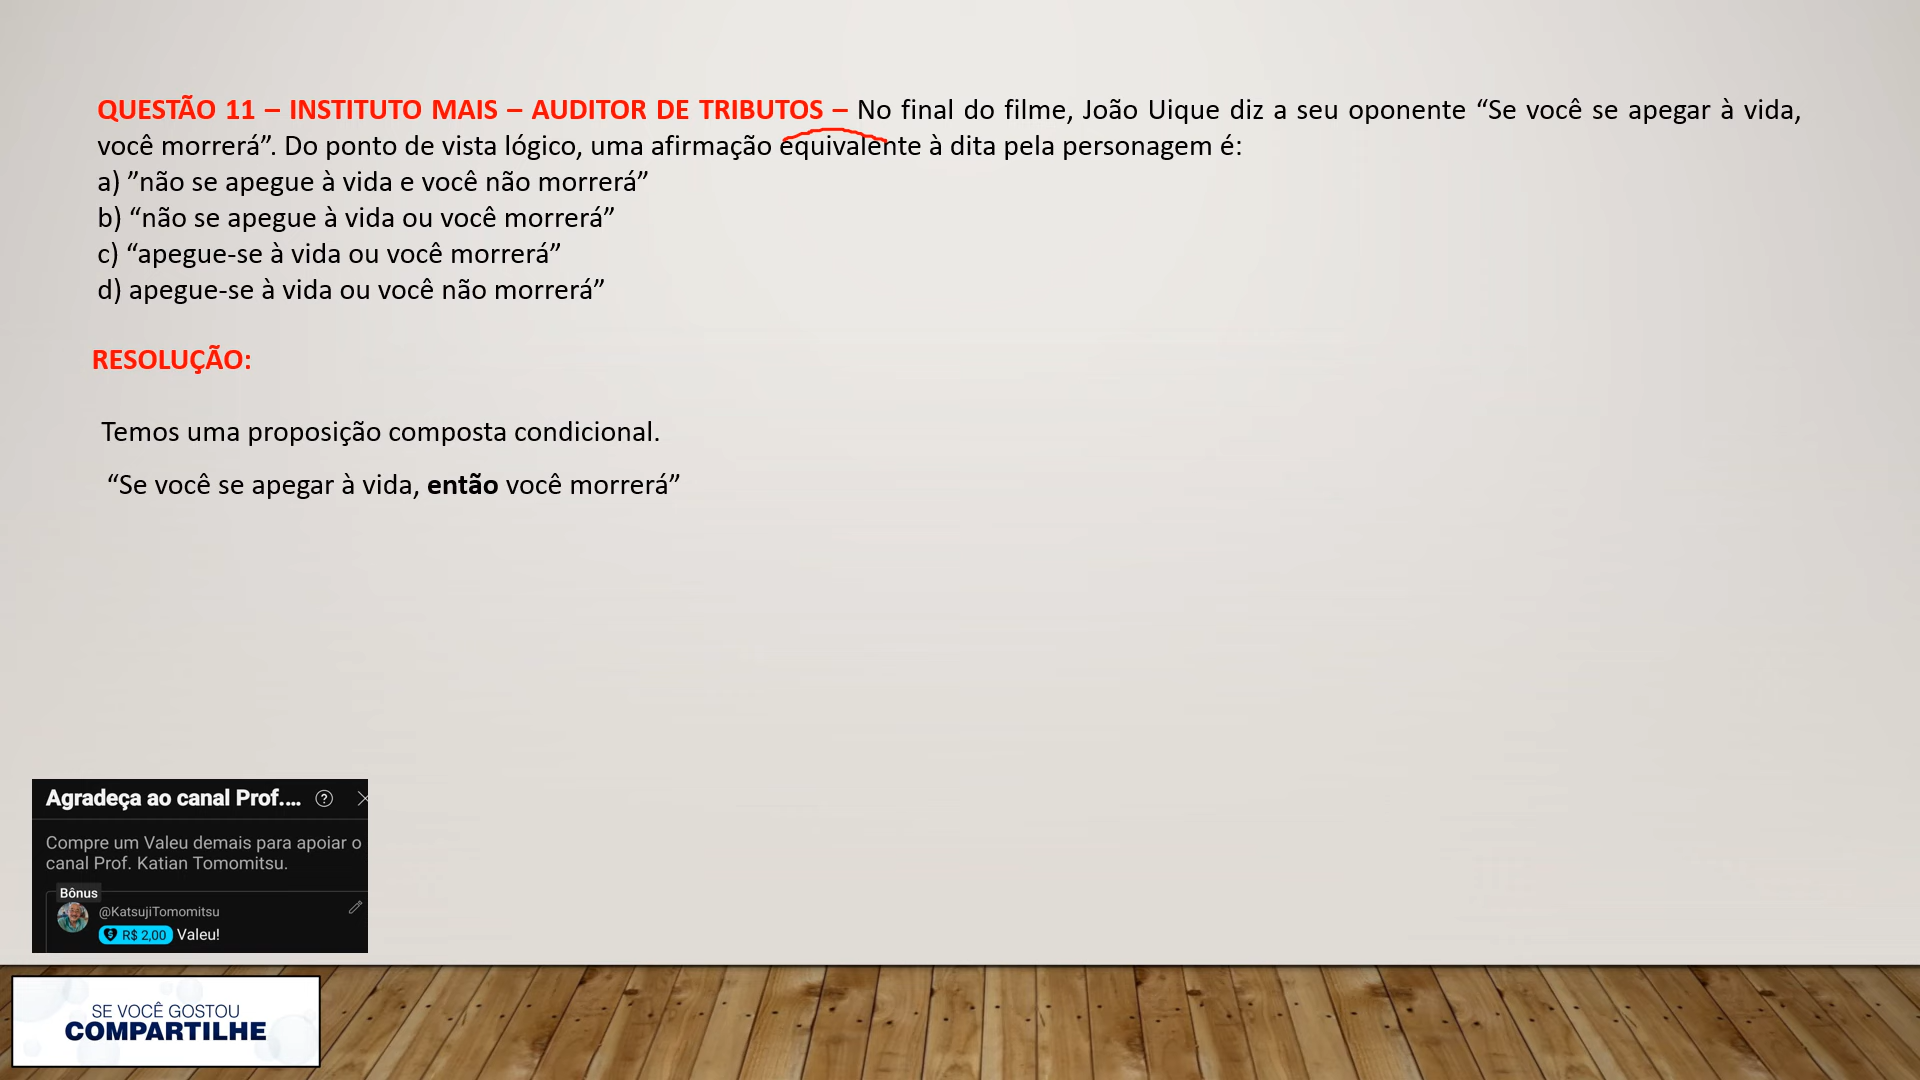 QUESTÃO 11 – INSTITUTO MAIS – AUDITOR DE TRIBUTOS – No final do filme, João Uique diz a seu oponente “Se você se apegar à vida,
você morrerá”. Do ponto de vista lógico, uma afirmação equivalente à dita pela personagem é:
a) ”não se apegue à vida e você não morrerá”
b) “não se apegue à vida ou você morrerá”
c) “apegue-se à vida ou você morrerá”
d) apegue-se à vida ou você não morrerá”
RESOLUÇÃO:
Temos uma proposição composta condicional.
“Se você se apegar à vida, então você morrerá”
Agradeça ao canal Prof....
Compre um Valeu demais para apoiar o
canal Prof. Katian Tomomitsu.
Bônus
@KatsujiTomomitsu
R$ 2,00 Valeu!
SE VOCÊ GOSTOU
COMPARTILHE